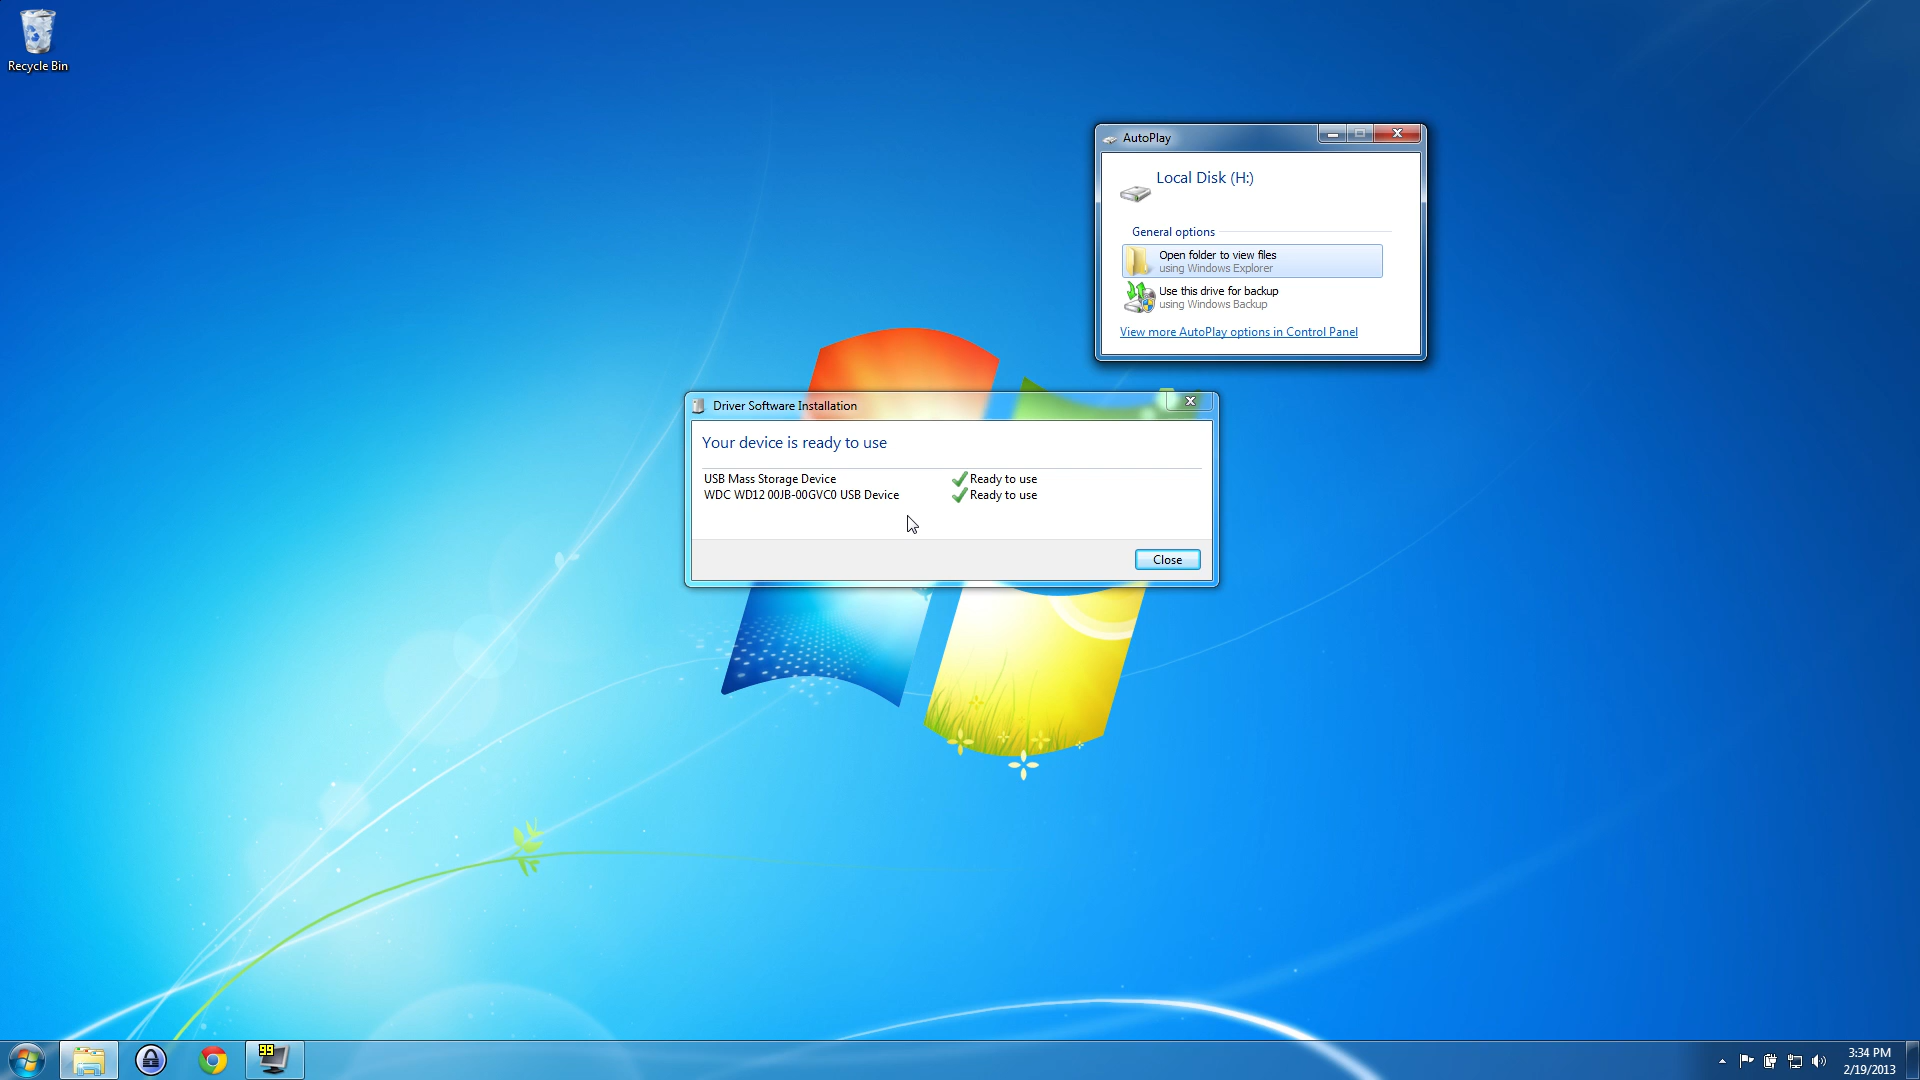 Recycle Bin
AutoPlay
Local Disk (H:)
General options
Open folder to view files
using Windows Explorer
Use this drive for backup
using Windows Backup
View more AutoPlay options in Control Panel
Driver Software Installation
Your device is ready to use
USB Mass Storage Device Ready to use
WDC WD12 00JB-00GVC0 USB Device Ready to use
Close
99
3:34 PM
2/19/2013